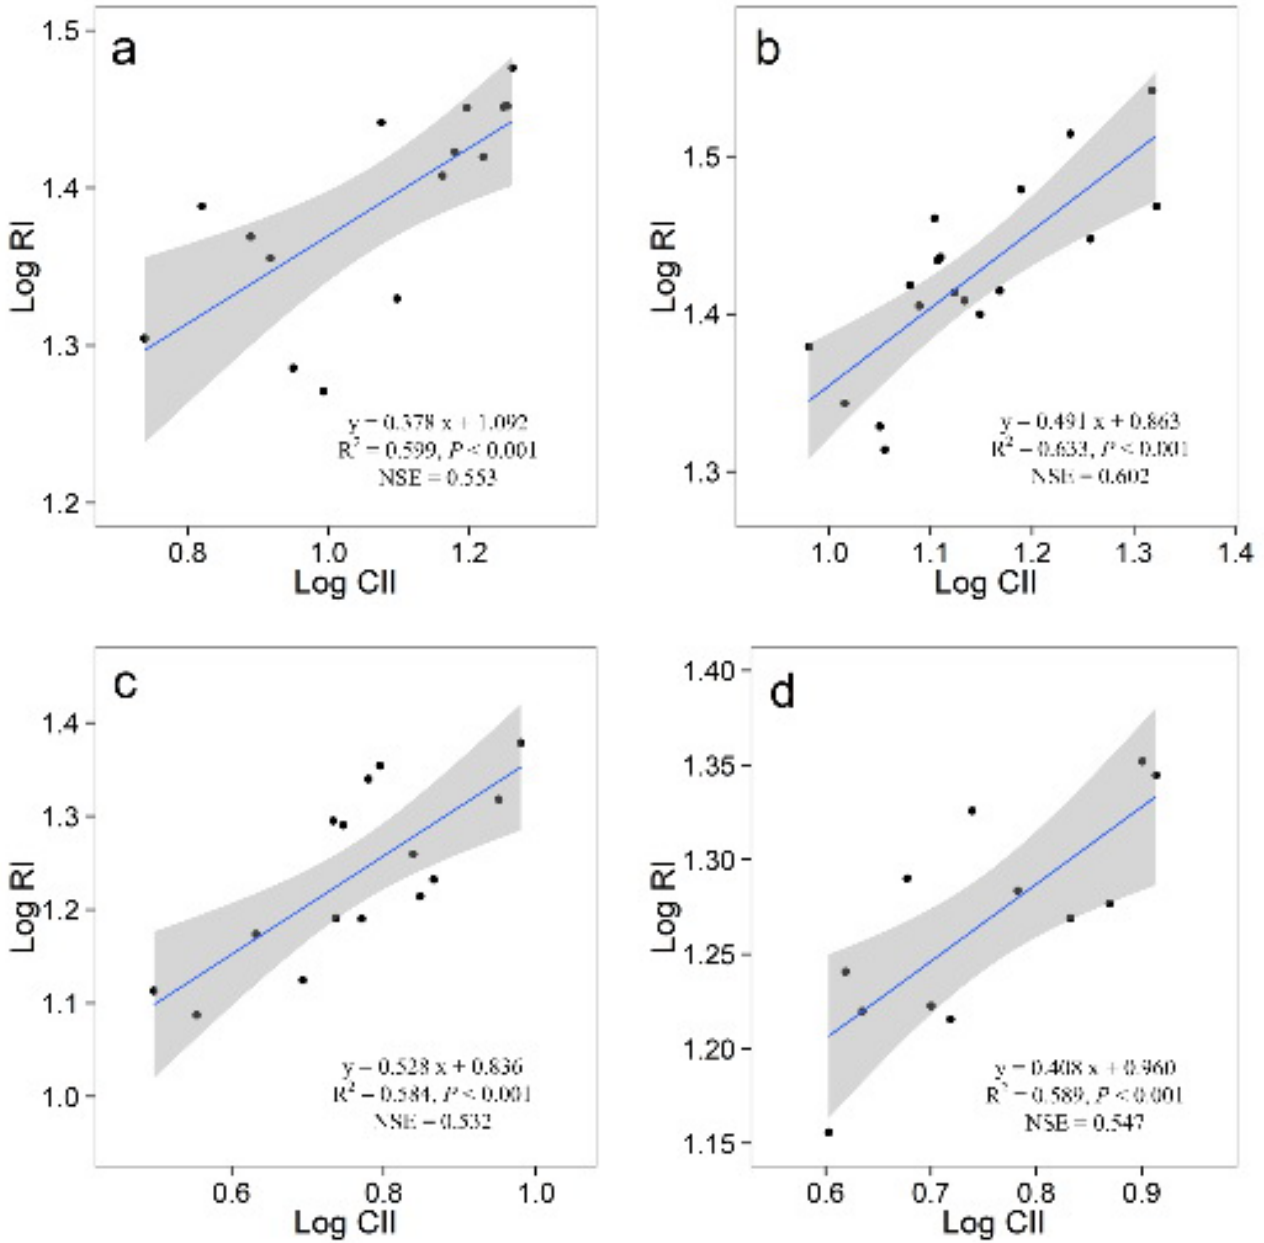 a
1.5
1.4
1.3
1.2
Log RI
y = 0.378 x + 1.092
R² = 0.599, P < 0.001
NSE = 0.553
0.8 1.0 1.2
Log CII
b
1.5
1.4
1.3
Log RI
y = 0.491 x + 0.863
R² = 0.633, P < 0.001
NSE = 0.602
1.0 1.1 1.2 1.3 1.4
Log CII
c
1.4
1.3
1.2
1.1
1.0
Log RI
y = 0.528 x + 0.836
R² = 0.584, P < 0.001
NSE = 0.532
0.6 0.8 1.0
Log CII
d
1.40
1.35
1.30
1.25
1.20
1.15
Log RI
y = 0.408 x + 0.960
R² = 0.589, P < 0.001
NSE = 0.547
0.6 0.7 0.8 0.9
Log CII